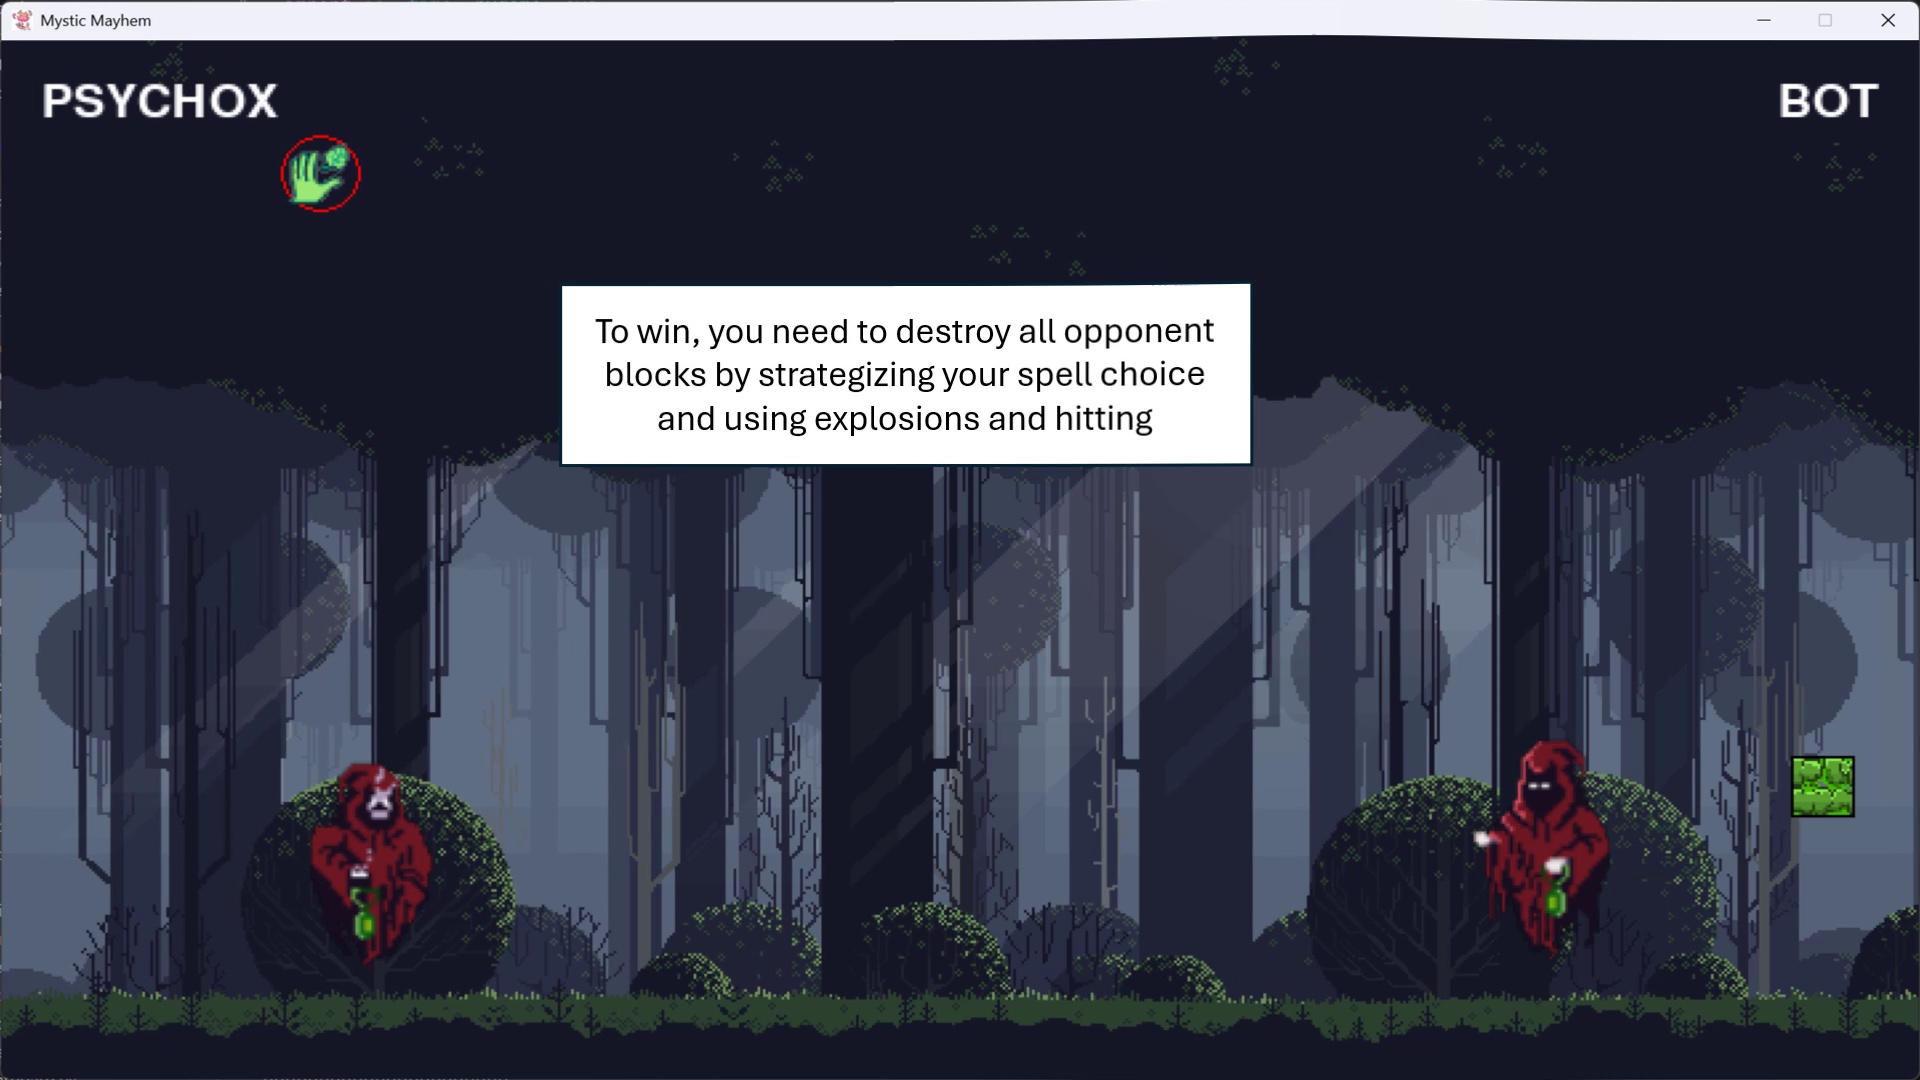 Mystic Mayhem
PSYCHOX
BOT
To win, you need to destroy all opponent
blocks by strategizing your spell choice
and using explosions and hitting